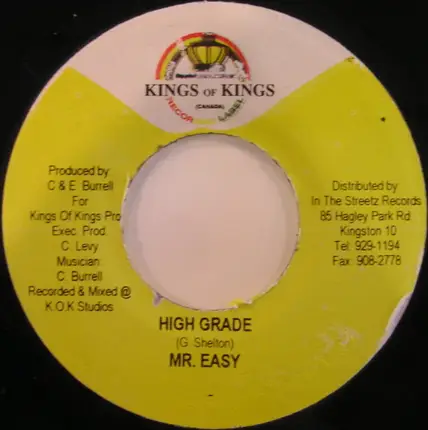 KINGS OF KINGS
(CANADA)
RECORD LABEL
Produced by
C & E Burrell
For
Kings Of Kings Pro
Exec. Prod.
C. Levy
Musician:
C. Burrell
Recorded & Mixed @
K.O.K Studios
Distributed by
In The Streetz Records
85 Hagley Park Rd
Kingston 10
Tel: 929-1194
Fax: 908-2778
HIGH GRADE
(G. Shelton)
MR. EASY